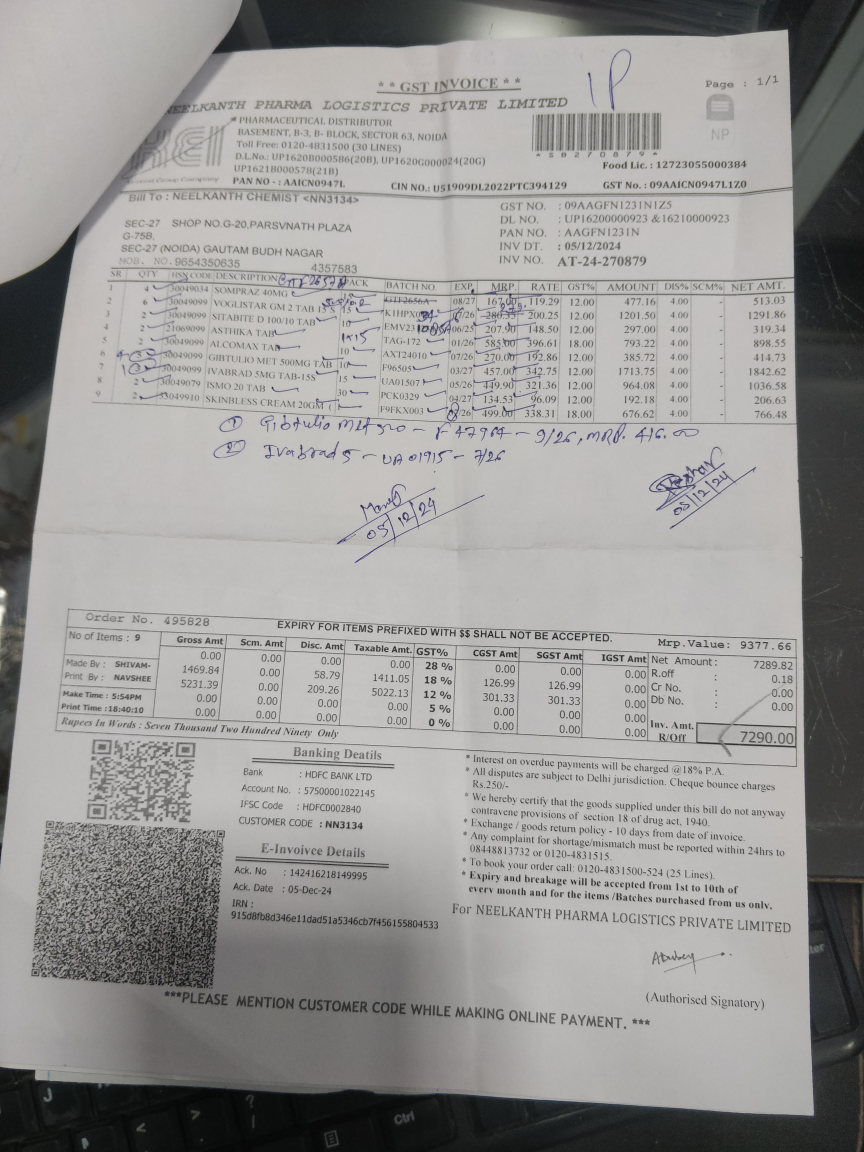 ** GST INVOICE **
1P
Page : 1/1
NEELKANTH PHARMA LOGISTICS PRIVATE LIMITED
PHARMACEUTICAL DISTRIBUTOR
BASEMENT, B-3, B- BLOCK, SECTOR 63, NOIDA
Toll Free: 0120-4831500 (30 LINES)
D.L.No.: UP1620B000586(20B), UP1620G000024(20G)
UP1621B000578(21B)
PAN NO - : AAICN0947L
CIN NO.: U51909DL2022PTC394129
NP
*SB270879*
Food Lic. : 12723055000384
GST No. : 09AAICN0947L1Z0
Bill To : NEELKANTH CHEMIST <NN3134>
SEC-27 SHOP NO.G-20,PARSVNATH PLAZA
G-75B,
SEC-27 (NOIDA) GAUTAM BUDH NAGAR
MOB. NO.9654350635
4357583
GST NO. : 09AAGFN1231N1Z5
DL NO. : UP16200000923 &16210000923
PAN NO. : AAGFN1231N
INV DT. : 05/12/2024
INV NO. AT-24-270879
SR QTY HSN CODE DESCRIPTION PACK BATCH NO. EXP. MRP. RATE GST% AMOUNT DIS% SCM% NET AMT.
1 4 30049034 SOMPRAZ 40MG GTF2656A 08/27 167.00 119.29 12.00 477.16 4.00 - 513.03
2 6 30049099 VOGLISTAR GM 2 TAB 15'S 15 /26 280.35 200.25 12.00 1201.50 4.00 - 1291.86
3 2 30049099 SITABITE D 100/10 TAB 10 06/25 207.90 148.50 12.00 297.00 4.00 - 319.34
4 2 21069099 ASTHIKA TAB 1x15 TAG-172 01/26 585.00 396.61 18.00 793.22 4.00 - 898.55
5 2 30049099 ALCOMAX TAB 10 AXT24010 07/26 270.00 192.86 12.00 385.72 4.00 - 414.73
6 30049099 GIBTULIO MET 500MG TAB 10 F96505 03/27 457.00 342.75 12.00 1713.75 4.00 - 1842.62
7 30049099 IVABRAD 5MG TAB-15S 15 UA01507 05/26 449.90 321.36 12.00 964.08 4.00 - 1036.58
8 2 30049079 ISMO 20 TAB 30 PCK0329 04/27 134.53 96.09 12.00 192.18 4.00 - 206.63
9 2 33049910 SKINBLESS CREAM 20GM F9FKX003 /26 499.00 338.31 18.00 676.62 4.00 - 766.48
① Gibtulio Met 500 - F47964 - 9/26, MRP. 416.00
② Ivabrad 5 - UA01915 - 7/26
05/12/24
05/12/24
Order No. 495828
EXPIRY FOR ITEMS PREFIXED WITH $$ SHALL NOT BE ACCEPTED.
Mrp.Value: 9377.66
No of Items : 9
Made By : SHIVAM-
Print By : NAVSHEE
Make Time : 5:54PM
Print Time :18:40:10
Gross Amt Scm. Amt Disc. Amt Taxable Amt. GST% CGST Amt SGST Amt IGST Amt
0.00 0.00 0.00 0.00 28 % 0.00 0.00 0.00
1469.84 0.00 58.79 1411.05 18 % 126.99 126.99 0.00
5231.39 0.00 209.26 5022.13 12 % 301.33 301.33 0.00
0.00 0.00 0.00 0.00 5 % 0.00 0.00 0.00
0.00 0.00 0.00 0.00 0 % 0.00 0.00 0.00
Net Amount : 7289.82
R.off : 0.18
Cr No. : 0.00
Db No. : 0.00
Inv. Amt. R/Off 7290.00
Rupees In Words : Seven Thousand Two Hundred Ninety Only
Banking Deatils
Bank : HDFC BANK LTD
Account No. : 57500001022145
IFSC Code : HDFC0002840
CUSTOMER CODE : NN3134
E-Invoivce Details
Ack. No : 142416218149995
Ack. Date : 05-Dec-24
IRN :
915d8fb8d346e11dad51a5346cb7f456155804533
* Interest on overdue payments will be charged @18% P.A.
* All disputes are subject to Delhi jurisdiction. Cheque bounce charges
Rs.250/-
* We hereby certify that the goods supplied under this bill do not anyway
contravene provisions of section 18 of drug act, 1940.
* Exchange / goods return policy - 10 days from date of invoice.
* Any complaint for shortage/mismatch must be reported within 24hrs to
08448813732 or 0120-4831515.
* To book your order call: 0120-4831500-524 (25 Lines).
* Expiry and breakage will be accepted from 1st to 10th of
every month and for the items /Batches ourchased from us only.
For NEELKANTH PHARMA LOGISTICS PRIVATE LIMITED
(Authorised Signatory)
***PLEASE MENTION CUSTOMER CODE WHILE MAKING ONLINE PAYMENT. ***
Ctrl